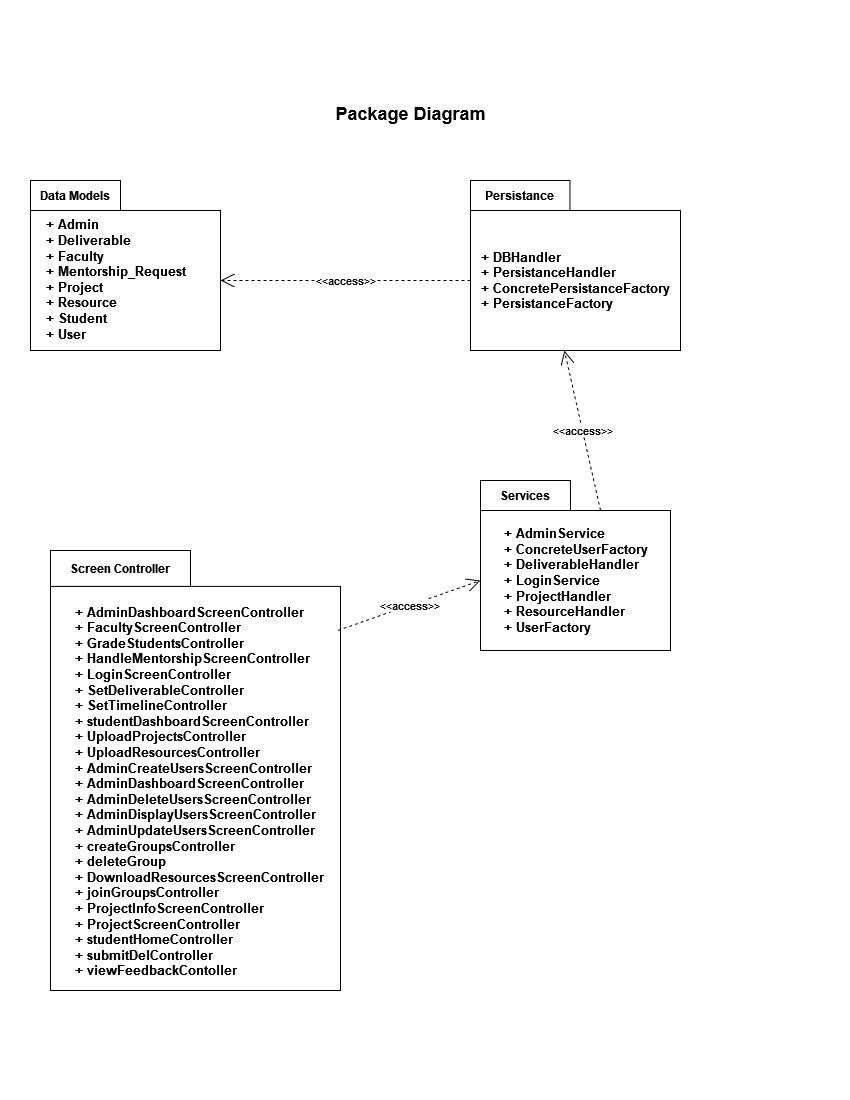 Package Diagram
Data Models
+ Admin
+ Deliverable
+ Faculty
+ Mentorship_Request
+ Project
+ Resource
+ Student
+ User
<<access>>
Persistance
+ DBHandler
+ PersistanceHandler
+ ConcretePersistanceFactory
+ PersistanceFactory
<<access>>
Services
+ AdminService
+ ConcreteUserFactory
+ DeliverableHandler
+ LoginService
+ ProjectHandler
+ ResourceHandler
+ UserFactory
<<access>>
Screen Controller
+ AdminDashboardScreenController
+ FacultyScreenController
+ GradeStudentsController
+ HandleMentorshipScreenController
+ LoginScreenController
+ SetDeliverableController
+ SetTimelineController
+ studentDashboardScreenController
+ UploadProjectsController
+ UploadResourcesController
+ AdminCreateUsersScreenController
+ AdminDashboardScreenController
+ AdminDeleteUsersScreenController
+ AdminDisplayUsersScreenController
+ AdminUpdateUsersScreenController
+ createGroupsController
+ deleteGroup
+ DownloadResourcesScreenController
+ joinGroupsController
+ ProjectInfoScreenController
+ ProjectScreenController
+ studentHomeController
+ submitDelController
+ viewFeedbackContoller